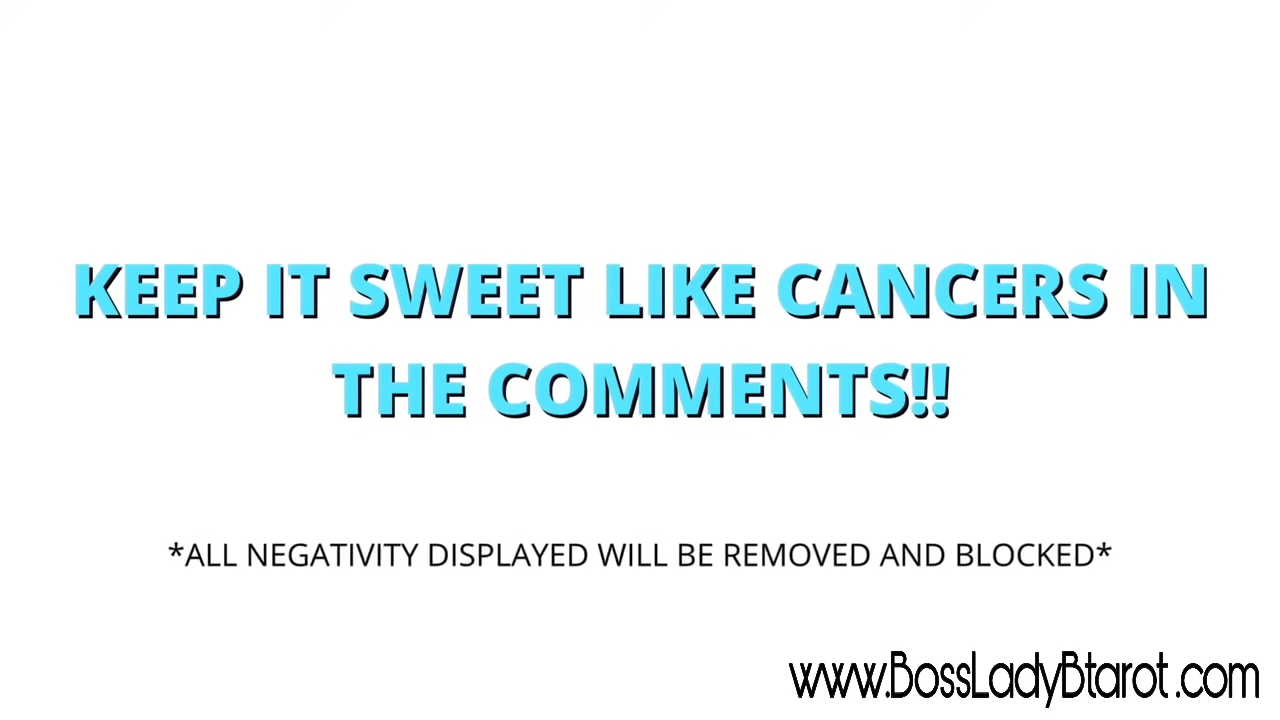 KEEP IT SWEET LIKE CANCERS IN
THE COMMENTS!!
*ALL NEGATIVITY DISPLAYED WILL BE REMOVED AND BLOCKED*
www.BossLadyBtarot.com